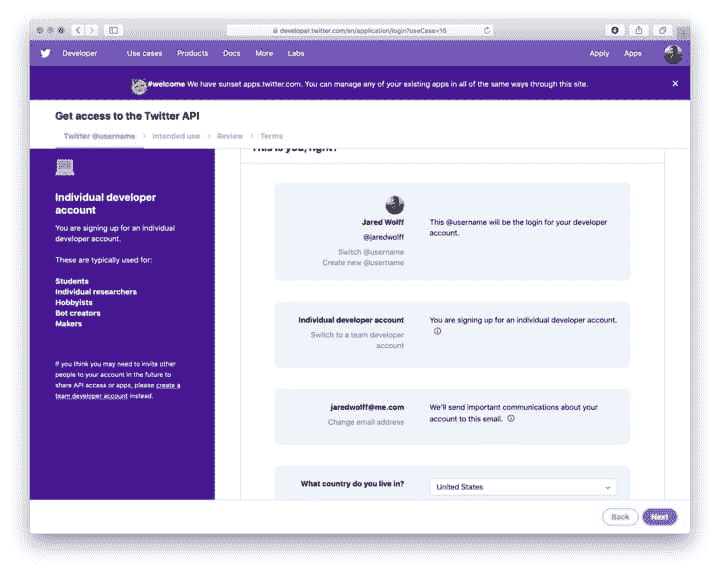 developer.twitter.com/en/application/login?useCase=16
Developer Use cases Products Docs More Labs Apply Apps
#welcome We have sunset apps.twitter.com. You can manage any of your existing apps in all of the same ways through this site.
Get access to the Twitter API
Twitter @username Intended use Review Terms
Individual developer
account
You are signing up for an individual
developer account.
These are typically used for:
Students
Individual researchers
Hobbyists
Bot creators
Makers
If you think you may need to invite other
people to your account in the future to
share API access or apps, please create a
team developer account instead.
This is you, right?
Jared Wolff
@jaredwolff
Switch @username
Create new @username
This @username will be the login for your developer
account.
Individual developer account
Switch to a team developer
account
You are signing up for an individual developer account.
jaredwolff@me.com
Change email address
We'll send important communications about your
account to this email.
What country do you live in?
United States
Back Next